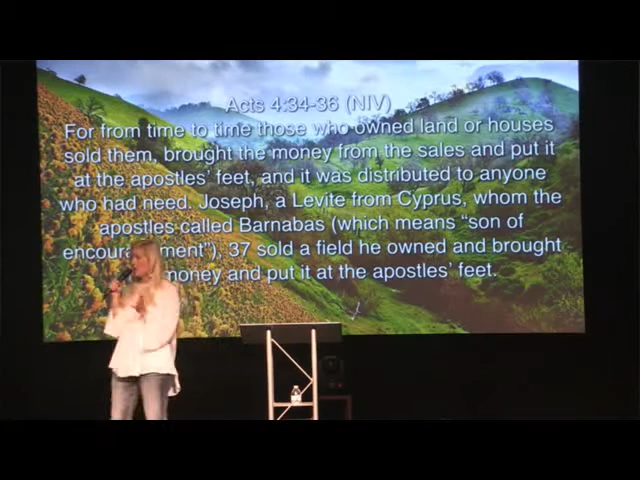 Acts 4:34-36 (NIV)
For from time to time those who owned land or houses
sold them, brought the money from the sales and put it
at the apostles' feet, and it was distributed to anyone
who had need. Joseph, a Levite from Cyprus, whom the
apostles called Barnabas (which means "son of
encoura ment"), 37 sold a field he owned and brought
money and put it at the apostles' feet.